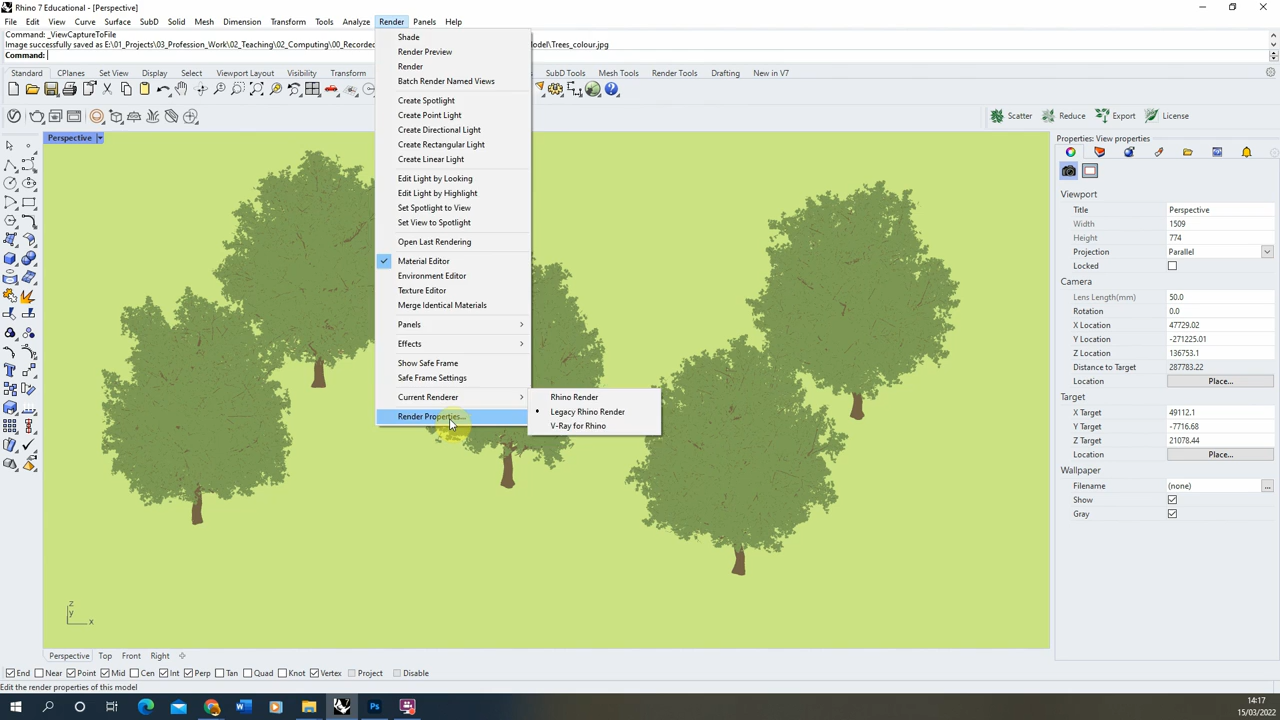 Rhino 7 Educational - [Perspective]
File Edit View Curve Surface SubD Solid Mesh Dimension Transform Tools Analyze Render Panels Help
Command: _ViewCaptureToFile
Image successfully saved as E:\01_Projects\03_Profession_Work\02_Teaching\02_Computing\00_Recorded odel\Trees_colour.jpg
Command:
Standard CPlanes Set View Display Select Viewport Layout Visibility Transform SubD Tools Mesh Tools Render Tools Drafting New in V7
Scatter Reduce Export License
Perspective
Shade
Render Preview
Render
Batch Render Named Views
Create Spotlight
Create Point Light
Create Directional Light
Create Rectangular Light
Create Linear Light
Edit Light by Looking
Edit Light by Highlight
Set Spotlight to View
Set View to Spotlight
Open Last Rendering
Material Editor
Environment Editor
Texture Editor
Merge Identical Materials
Panels
Effects
Show Safe Frame
Safe Frame Settings
Current Renderer
Render Properties...
Rhino Render
Legacy Rhino Render
V-Ray for Rhino
Properties: View properties
Viewport
Title Perspective
Width 1509
Height 774
Projection Parallel
Locked
Camera
Lens Length(mm) 50.0
Rotation 0.0
X Location 47729.02
Y Location -271225.01
Z Location 136753.1
Distance to Target 287783.22
Location Place...
Target
X Target 49112.1
Y Target -7716.68
Z Target 21078.44
Location Place...
Wallpaper
Filename (none) ...
Show
Gray
z
y
x
Perspective Top Front Right
End Near Point Mid Cen Int Perp Tan Quad Knot Vertex Project Disable
Edit the render properties of this model
14:17
15/03/2022